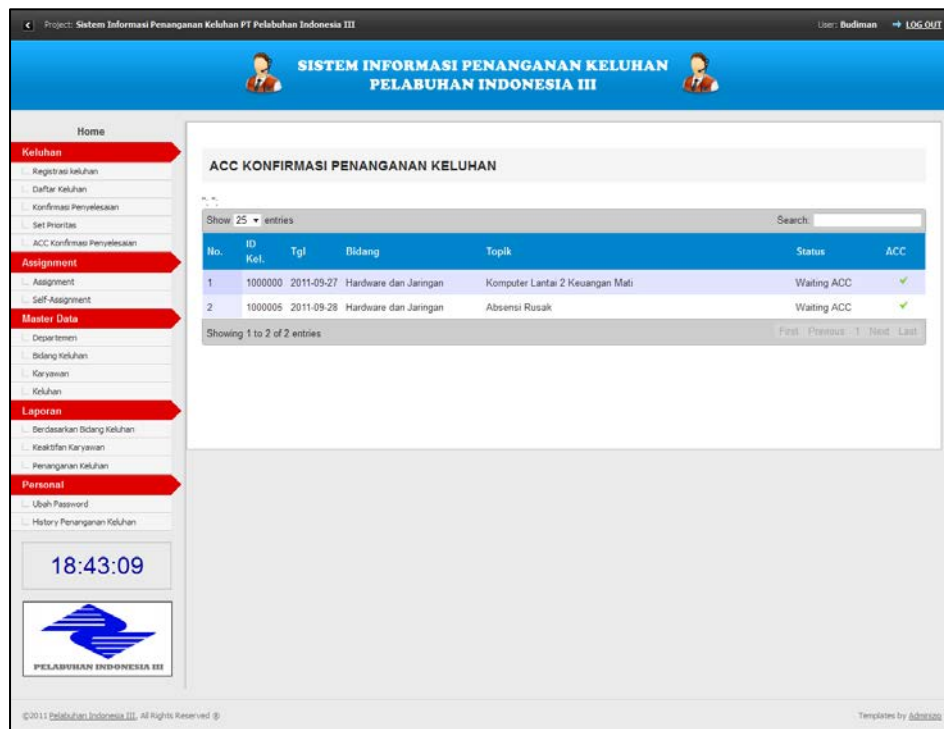 Project: Sistem Informasi Penanganan Keluhan PT Pelabuhan Indonesia III
User: Budiman LOG OUT
SISTEM INFORMASI PENANGANAN KELUHAN
PELABUHAN INDONESIA III
Home
Keluhan
Registrasi keluhan
Daftar Keluhan
Konfirmasi Penyelesaian
Set Prioritas
ACC Konfirmasi Penyelesaian
Assignment
Assignment
Self-Assignment
Master Data
Departemen
Bidang Keluhan
Karyawan
Keluhan
Laporan
Berdasarkan Bidang Keluhan
Keaktifan Karyawan
Penanganan Keluhan
Personal
Ubah Password
History Penanganan Keluhan
18:43:09
PELABUHAN INDONESIA III
ACC KONFIRMASI PENANGANAN KELUHAN
"; ";
Show 25 entries Search:
No. ID Kel. Tgl Bidang Topik Status ACC
1 1000000 2011-09-27 Hardware dan Jaringan Komputer Lantai 2 Keuangan Mati Waiting ACC
2 1000005 2011-09-28 Hardware dan Jaringan Absensi Rusak Waiting ACC
Showing 1 to 2 of 2 entries First Previous 1 Next Last
©2011 Pelabuhan Indonesia III, All Rights Reserved ®
Templates by Adminizio